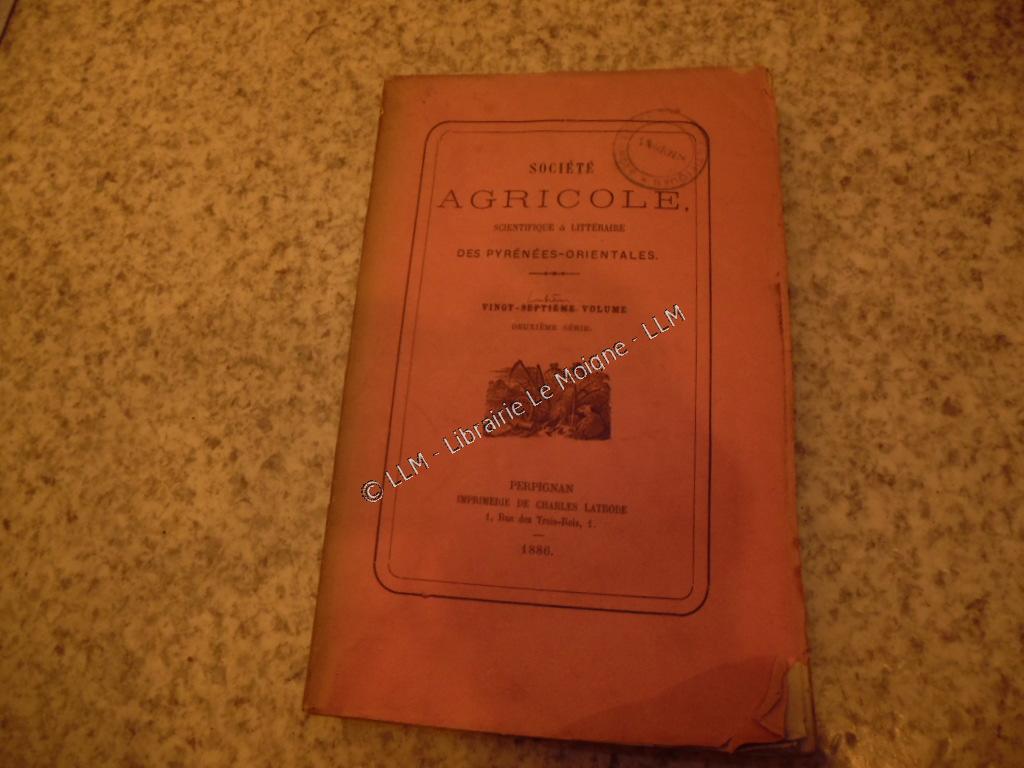 SOCIÉTÉ
AGRICOLE,
SCIENTIFIQUE & LITTÉRAIRE
DES PYRÉNÉES-ORIENTALES.
VINGT-SEPTIÈME VOLUME
DEUXIÈME SÉRIE.
© LLM - Librairie Le Moigne - LLM
PERPIGNAN
IMPRIMERIE DE CHARLES LATROBE
1, Rue des Trois-Rois, 1.
1886.